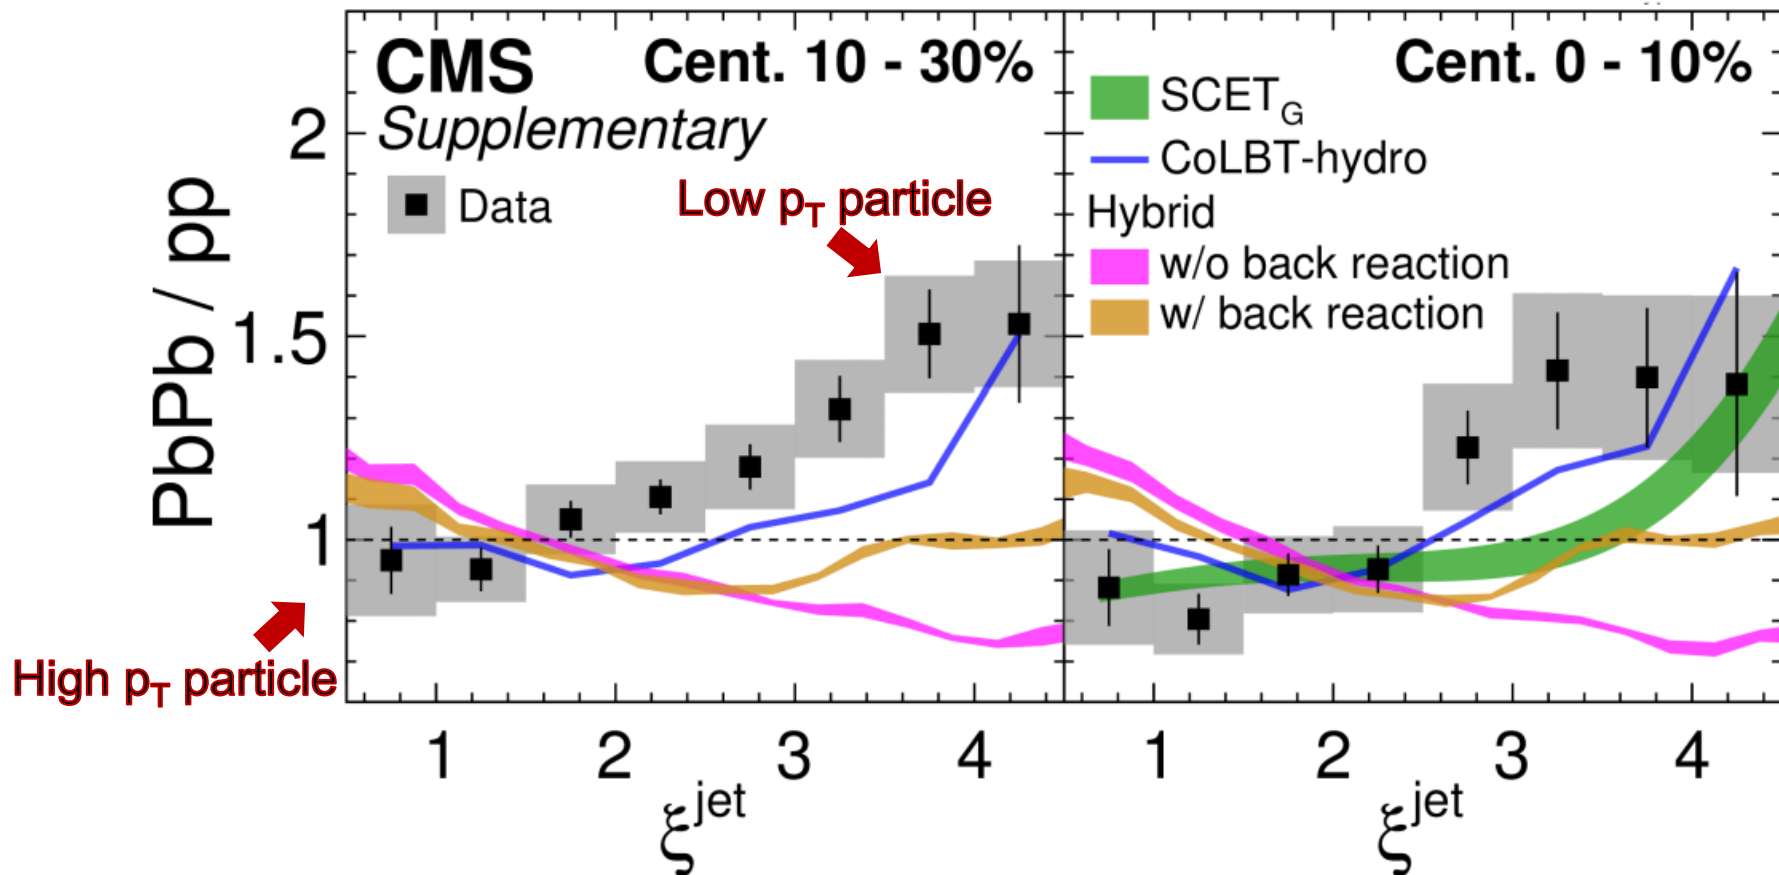 CMS
Supplementary
Data
Cent. 10 - 30%
Low pT particle
High pT particle
PbPb / pp
2
1.5
1
1 2 3 4
ξjet
Cent. 0 - 10%
SCETG
CoLBT-hydro
Hybrid
w/o back reaction
w/ back reaction
1 2 3 4
ξjet